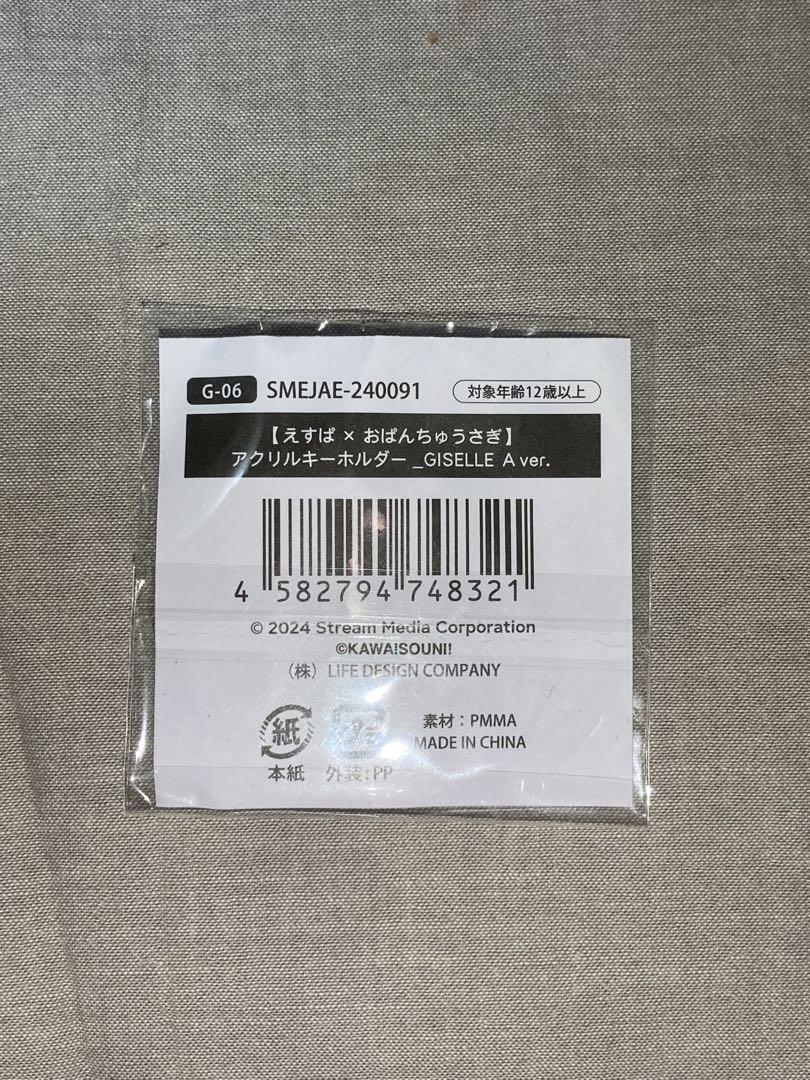 G-06 SMEJAE-240091 対象年齢12歳以上
【えすぱ × おぱんちゅうさぎ】
アクリルキーホルダー _GISELLE A ver.
4 582794 748321
© 2024 Stream Media Corporation
©KAWAISOUNI!
（株）LIFE DESIGN COMPANY
紙 プラ 素材：PMMA
MADE IN CHINA
本紙 外装:PP